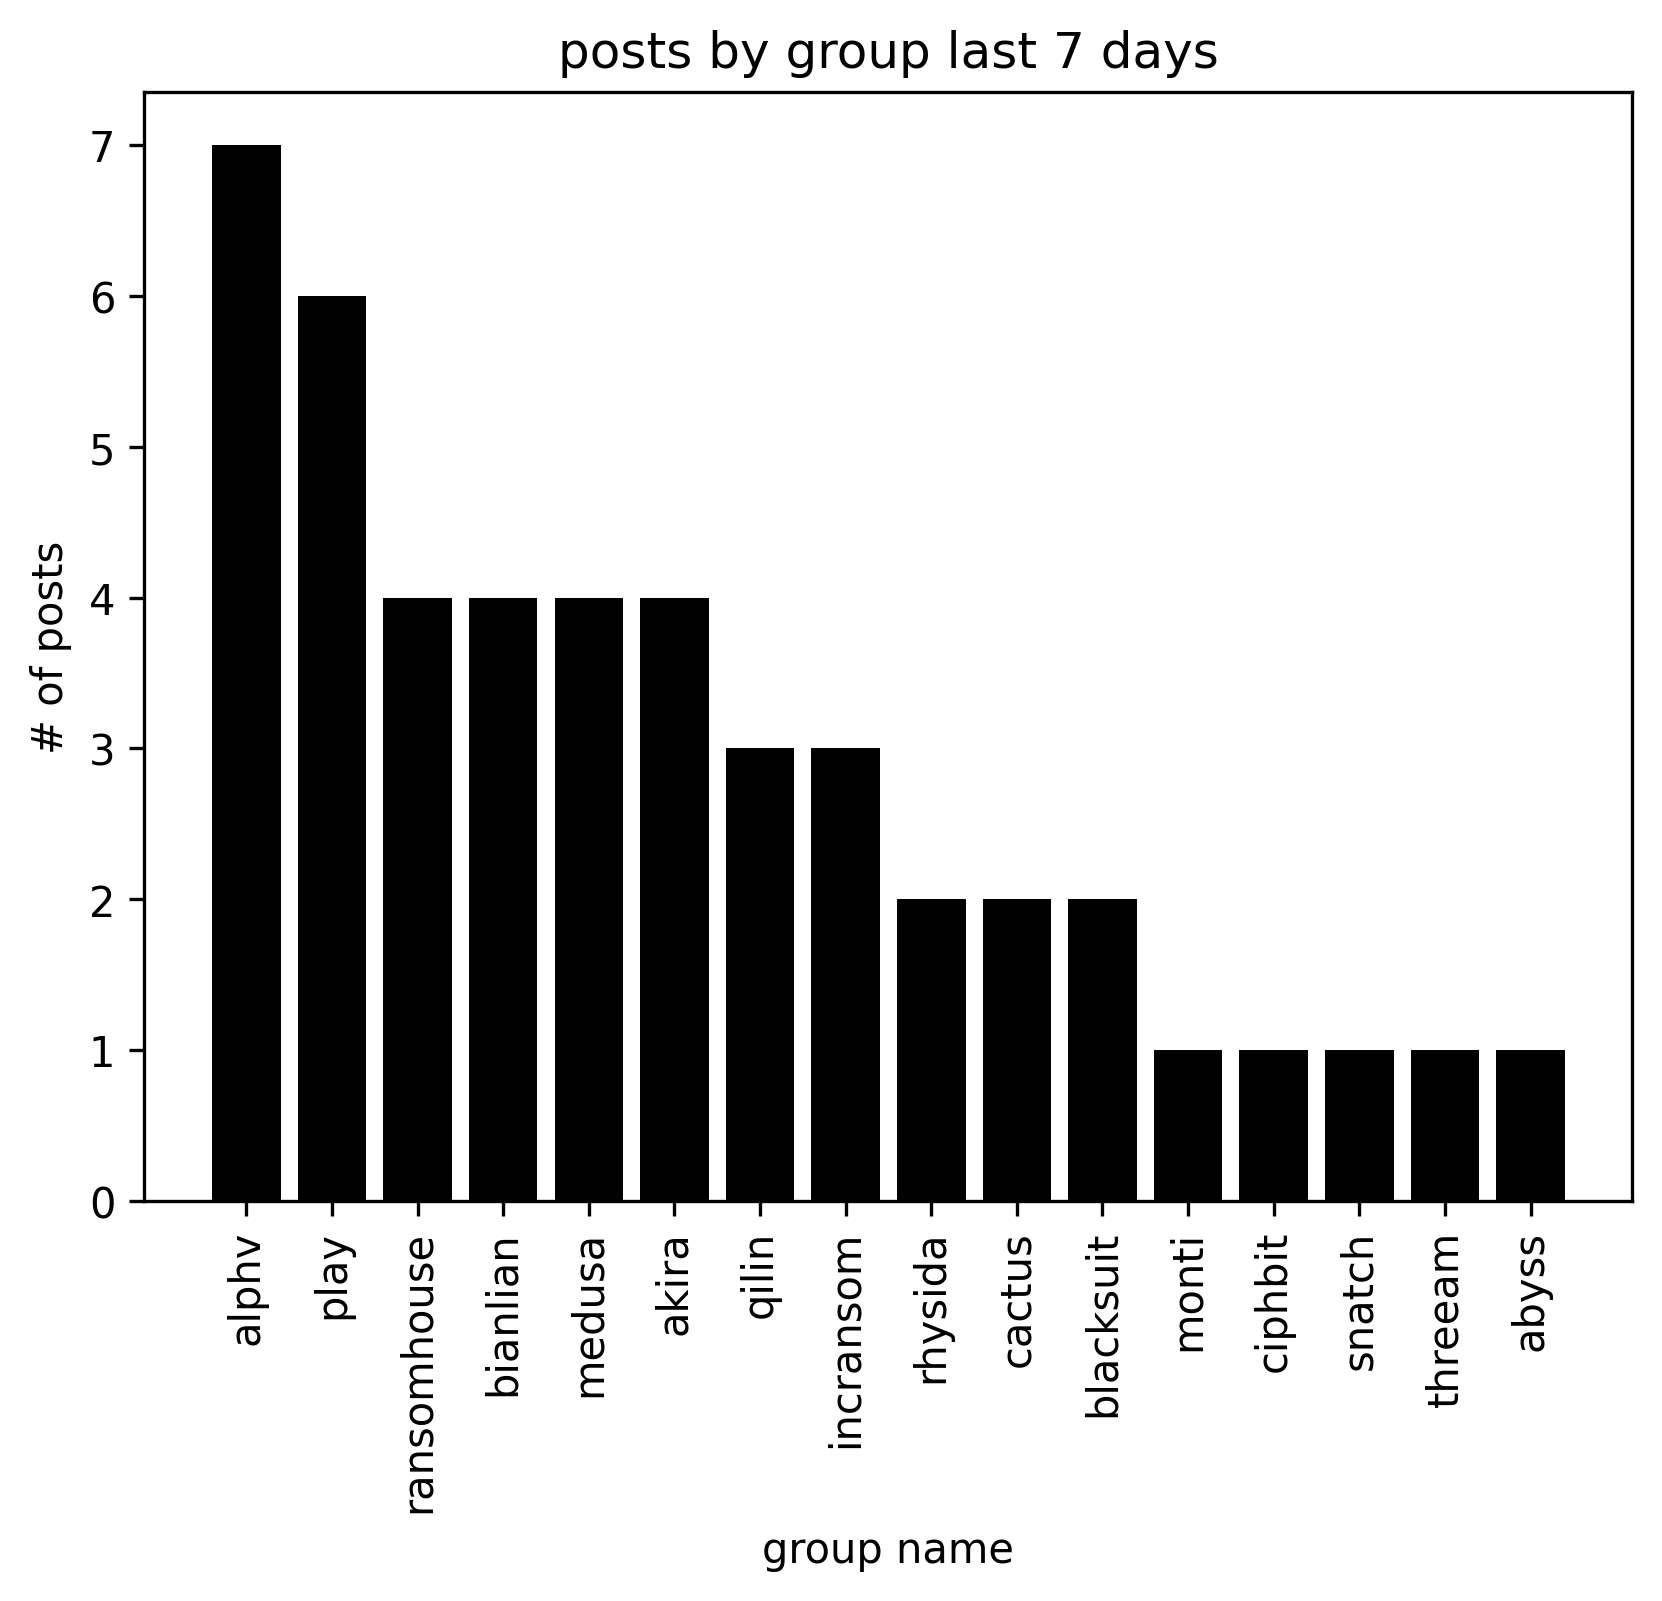 posts by group last 7 days
7
6
5
4
3
2
1
0
# of posts
alphv
play
ransomhouse
bianlian
medusa
akira
qilin
incransom
rhysida
cactus
blacksuit
monti
ciphbit
snatch
threeam
abyss
group name